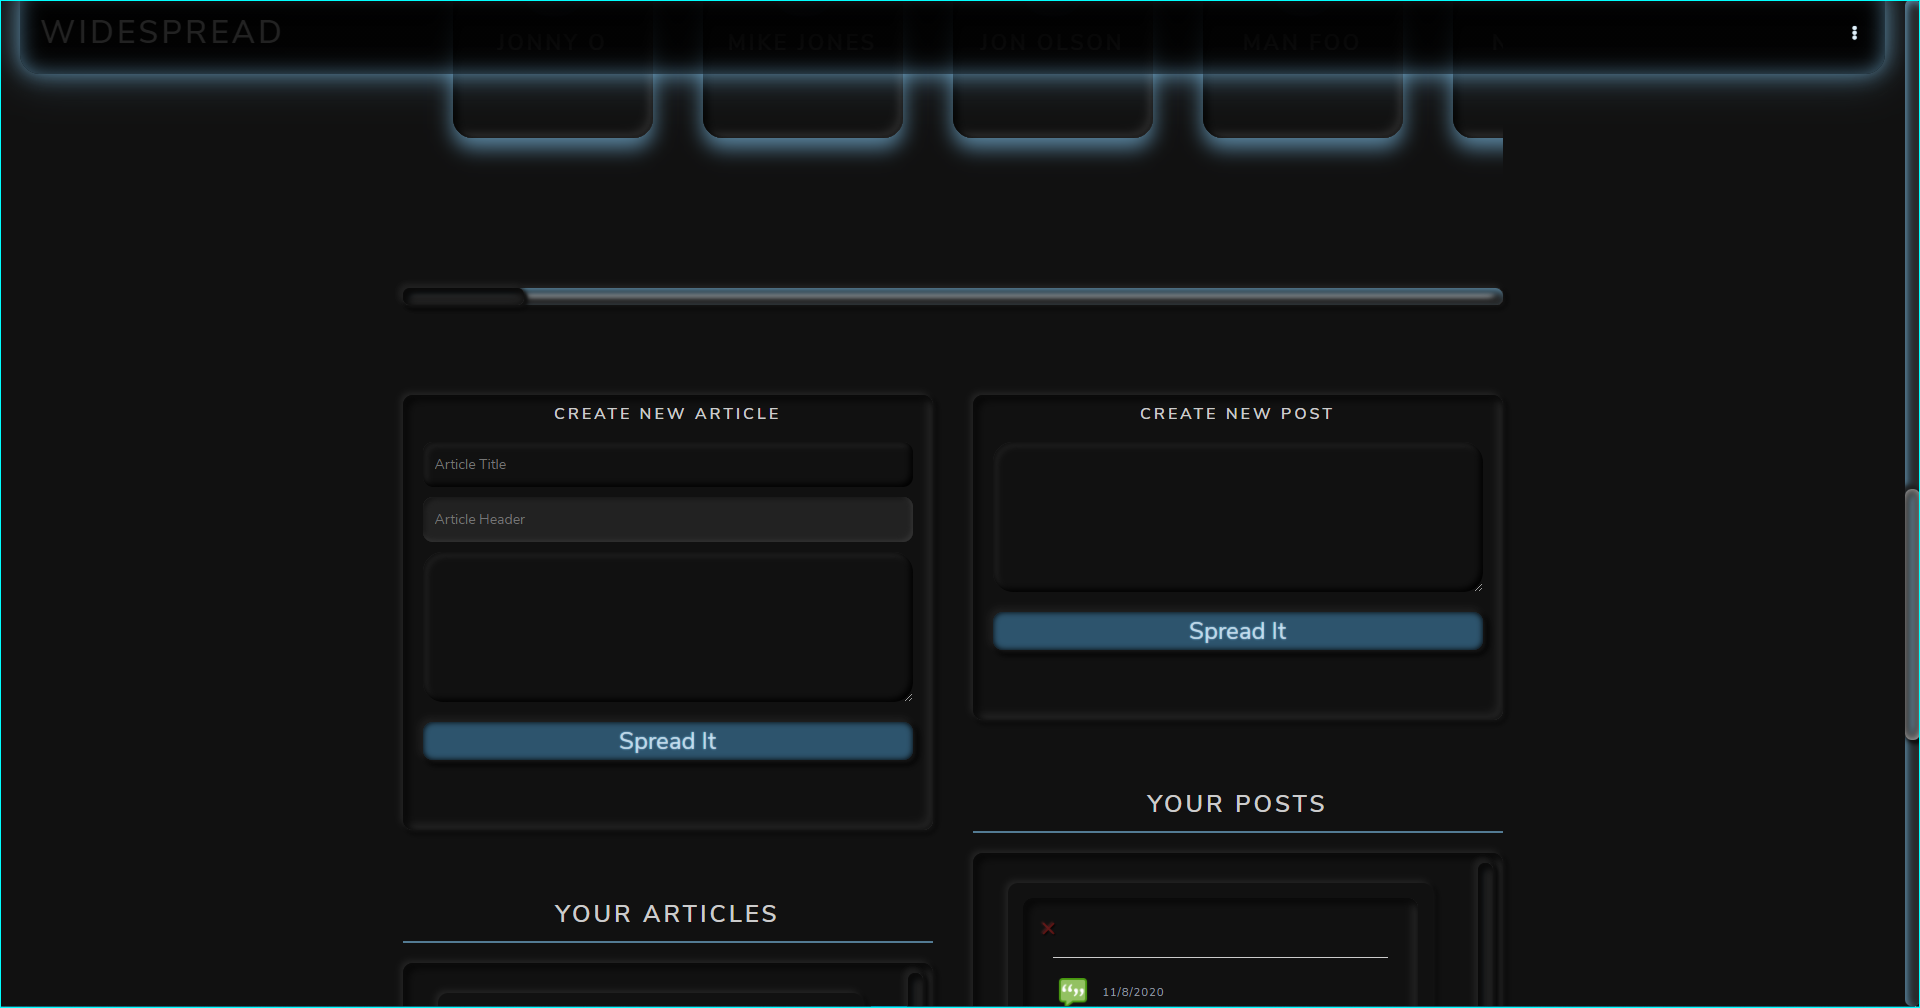 WIDESPREAD
JONNY O
MIKE JONES
JON OLSON
MAN FOO
CREATE NEW ARTICLE
Article Title
Article Header
Spread It
CREATE NEW POST
Spread It
YOUR POSTS
11/8/2020
YOUR ARTICLES